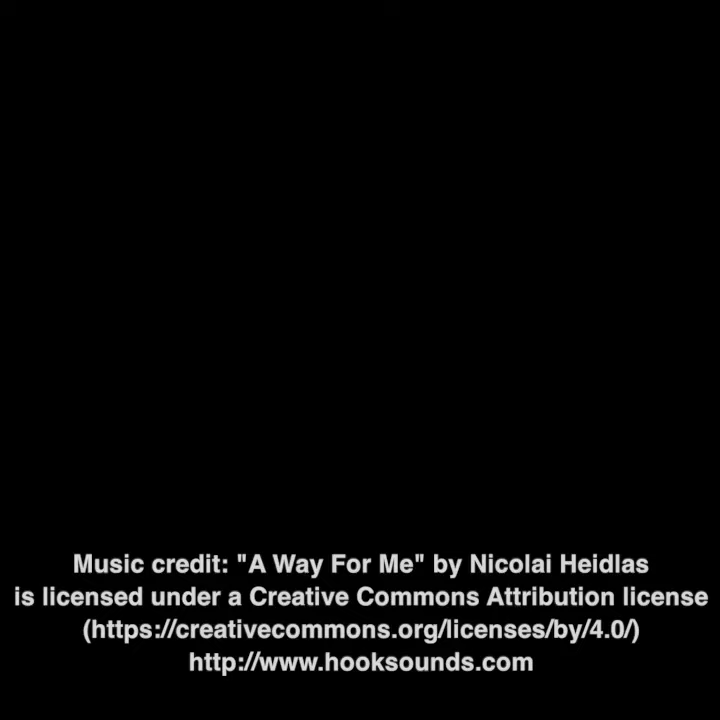 Music credit: "A Way For Me" by Nicolai Heidlas
is licensed under a Creative Commons Attribution license
(https://creativecommons.org/licenses/by/4.0/)
http://www.hooksounds.com